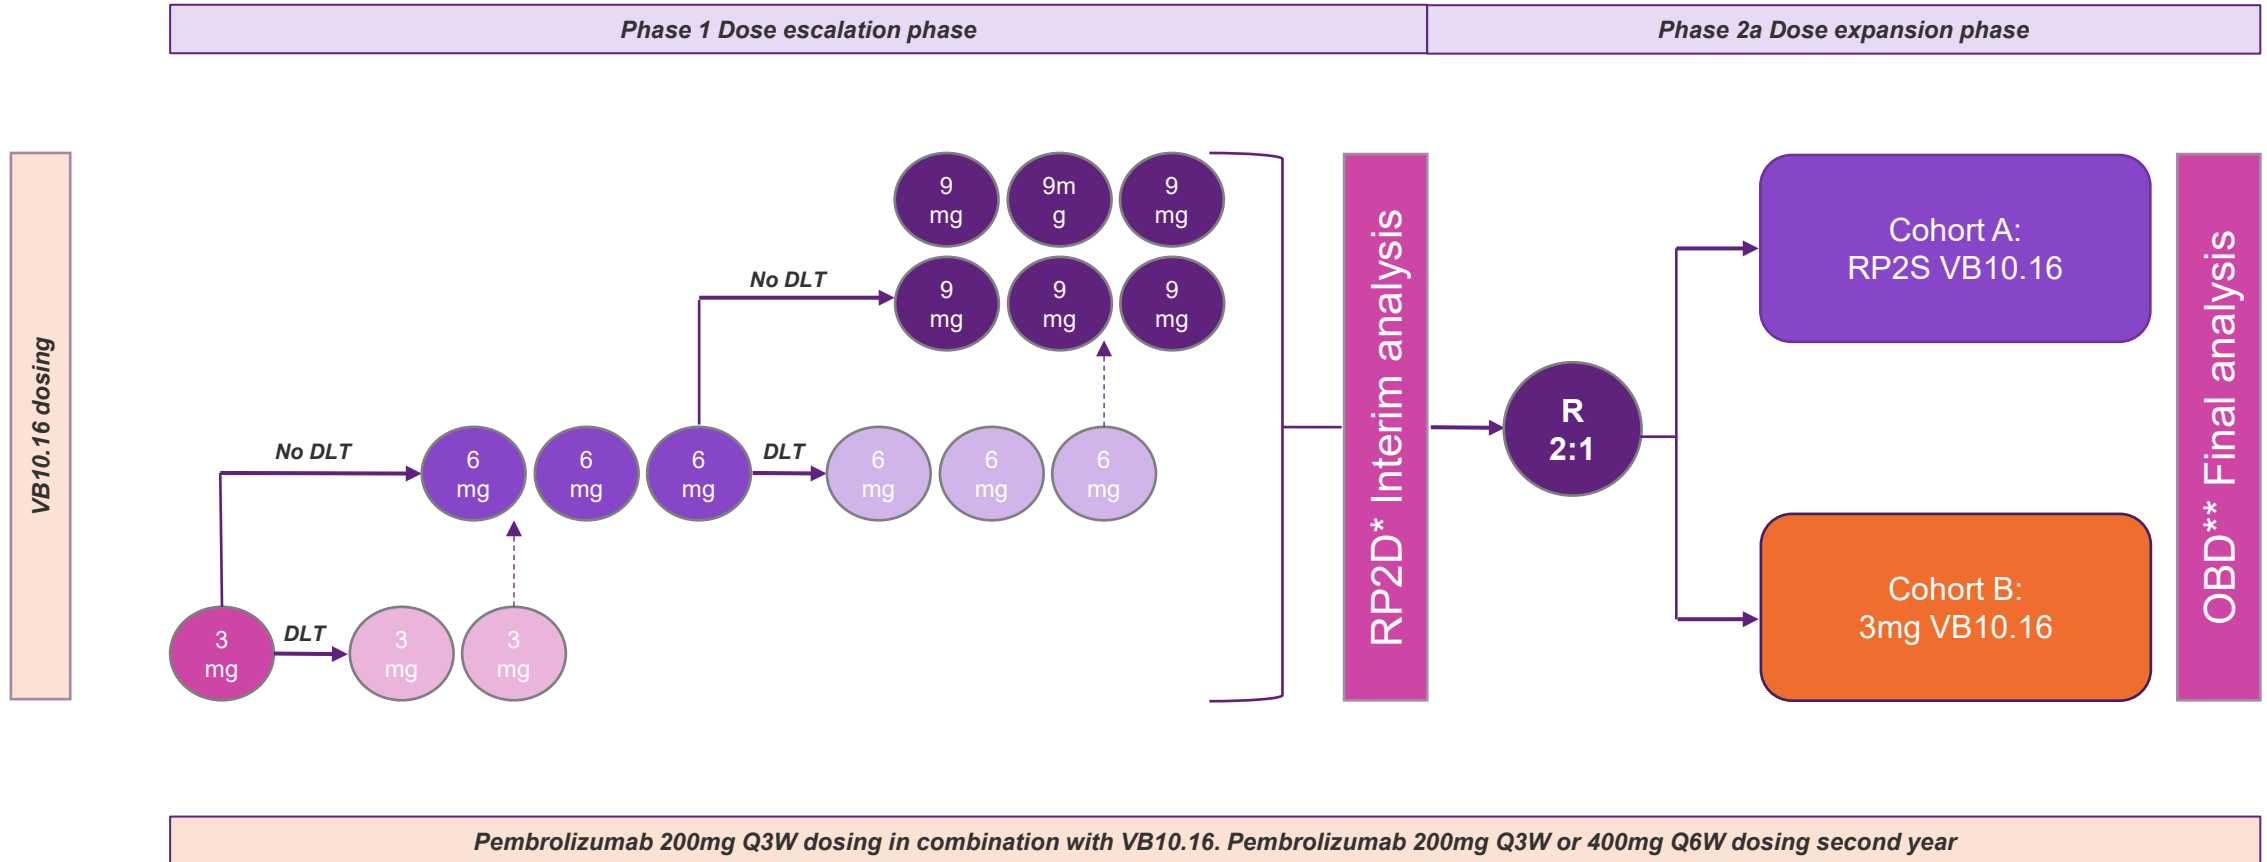 Phase 1 Dose escalation phase
Phase 2a Dose expansion phase
VB10.16 dosing
9
mg
9m
g
9
mg
No DLT
9
mg
9
mg
9
mg
No DLT
6
mg
6
mg
6
mg
DLT
6
mg
6
mg
6
mg
3
mg
DLT
3
mg
3
mg
RP2D* Interim analysis
R
2:1
Cohort A:
RP2S VB10.16
Cohort B:
3mg VB10.16
OBD** Final analysis
Pembrolizumab 200mg Q3W dosing in combination with VB10.16. Pembrolizumab 200mg Q3W or 400mg Q6W dosing second year